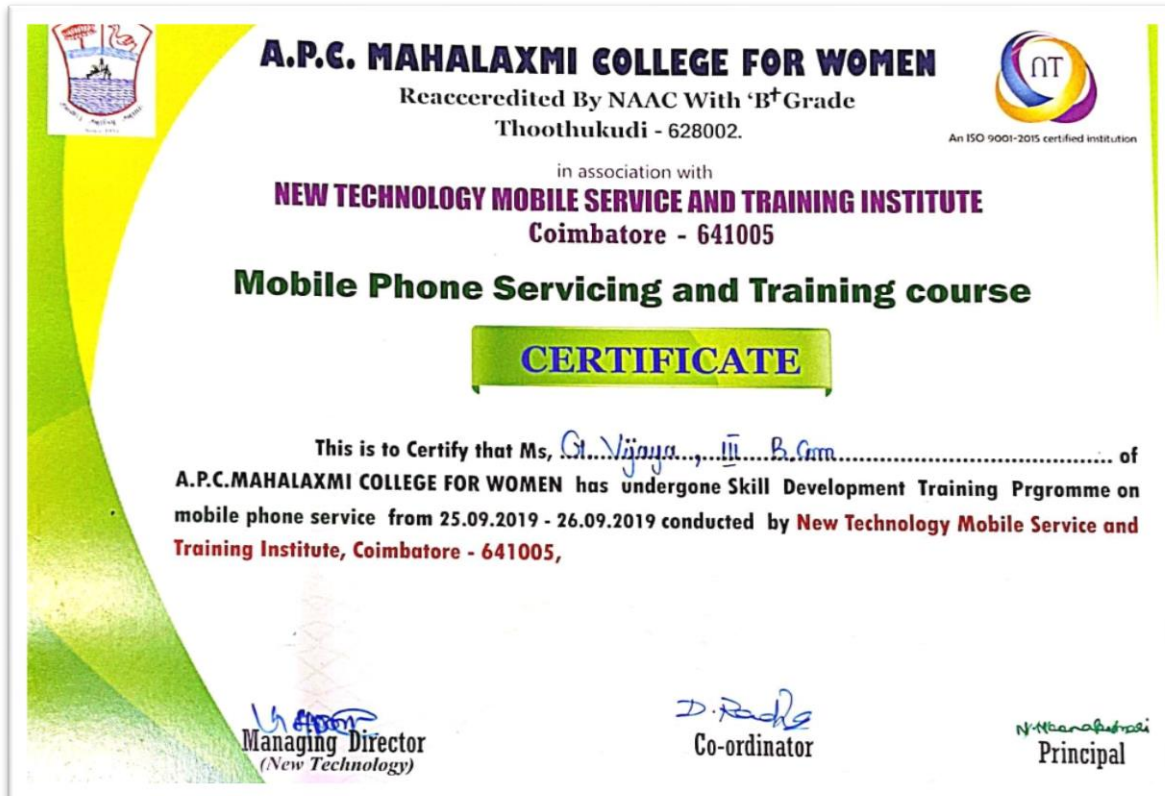 A.P.C. MAHALAXMI COLLEGE FOR WOMEN
Reacceredited By NAAC With ‘B+ Grade
Thoothukudi - 628002.
NT
An ISO 9001-2015 certified institution
in association with
NEW TECHNOLOGY MOBILE SERVICE AND TRAINING INSTITUTE
Coimbatore - 641005
Mobile Phone Servicing and Training course
CERTIFICATE
This is to Certify that Ms, G. Vijaya, III B.Com of
A.P.C.MAHALAXMI COLLEGE FOR WOMEN has undergone Skill Development Training Prgromme on
mobile phone service from 25.09.2019 - 26.09.2019 conducted by New Technology Mobile Service and
Training Institute, Coimbatore - 641005,
D. Radha
Managing Director
(New Technology)
Co-ordinator
Principal